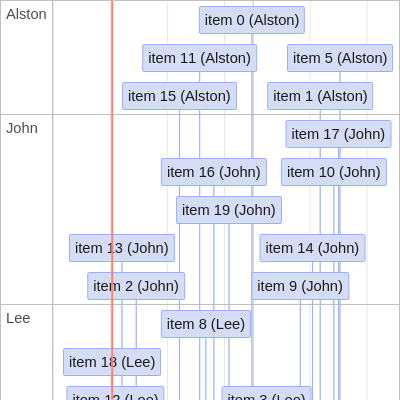 Alston
item 0 (Alston)
item 11 (Alston)
item 5 (Alston)
item 15 (Alston)
item 1 (Alston)
John
item 17 (John)
item 16 (John)
item 10 (John)
item 19 (John)
item 13 (John)
item 14 (John)
item 2 (John)
item 9 (John)
Lee
item 8 (Lee)
item 18 (Lee)
item 12 (Lee)
item 3 (Lee)